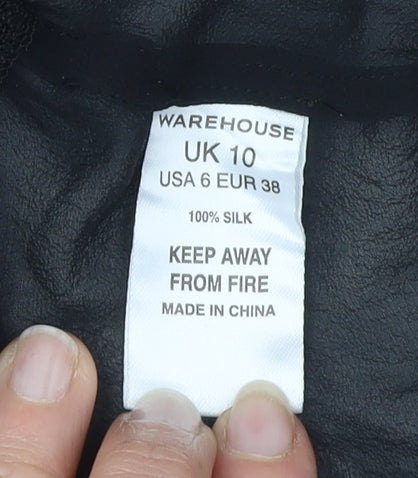 WAREHOUSE
UK 10
USA 6 EUR 38
100% SILK
KEEP AWAY
FROM FIRE
MADE IN CHINA